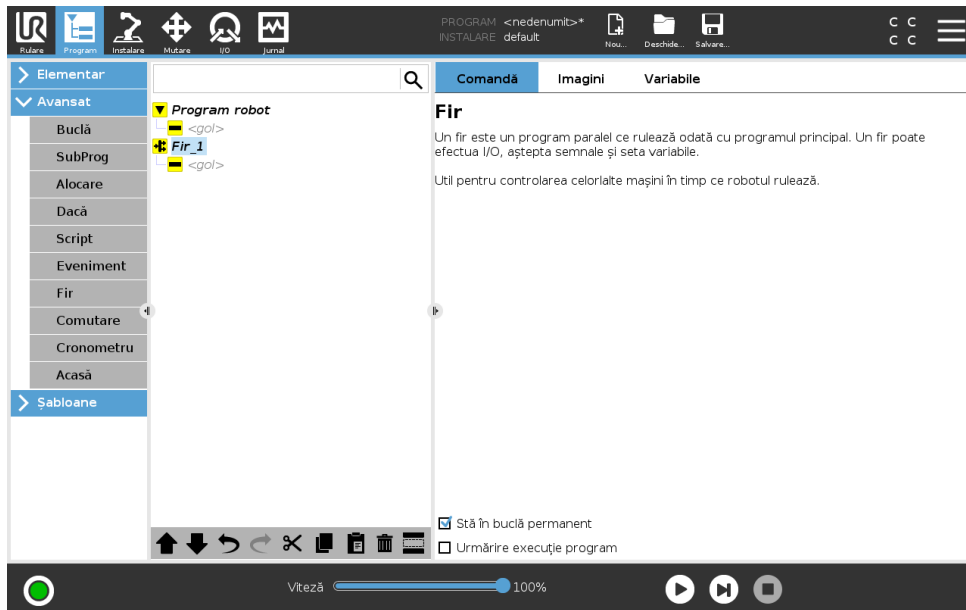 UR
Rulare
Program
Instalare
Mutare
I/O
Jurnal
PROGRAM <nedenumit>*
INSTALARE default
Nou...
Deschide...
Salvare...
C C
C C
Elementar
Avansat
Buclă
SubProg
Alocare
Dacă
Script
Eveniment
Fir
Comutare
Cronometru
Acasă
Șabloane
Program robot
<gol>
Fir_1
<gol>
Comandă
Imagini
Variabile
Fir
Un fir este un program paralel ce rulează odată cu programul principal. Un fir poate
efectua I/O, aștepta semnale și seta variabile.
Util pentru controlarea celorlalte mașini în timp ce robotul rulează.
Stă în buclă permanent
Urmărire execuție program
Viteză
100%